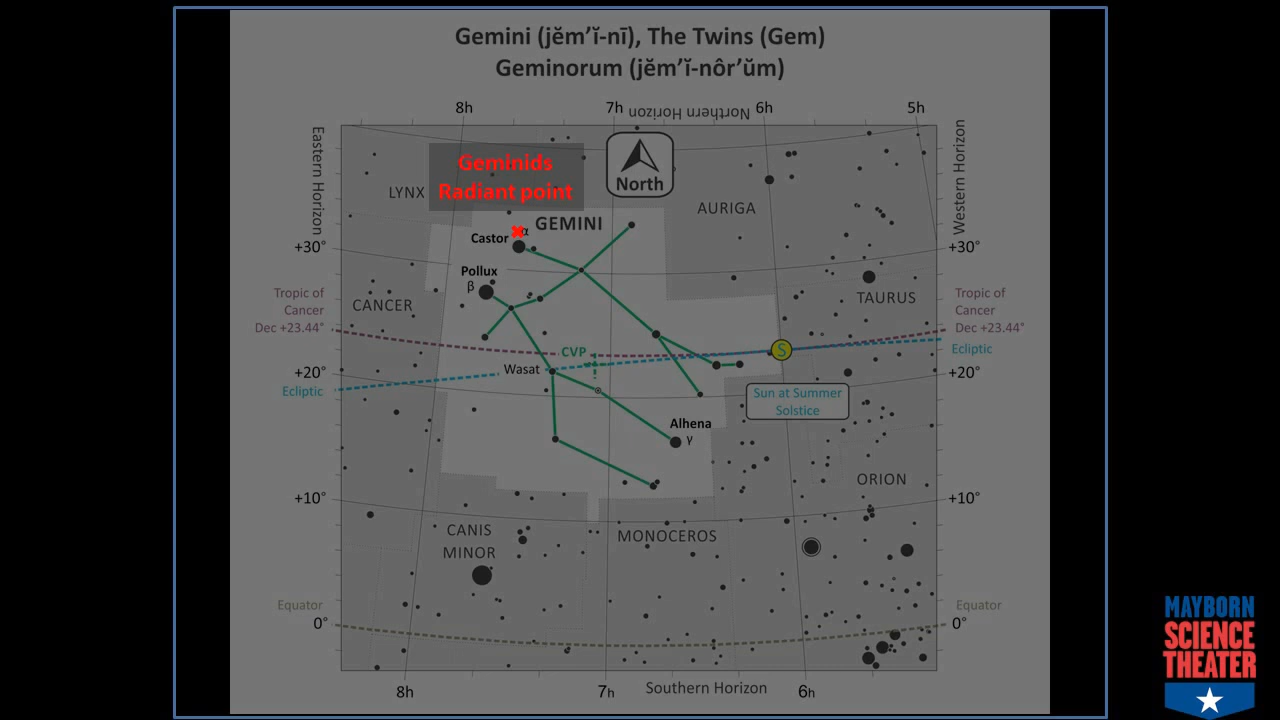 Gemini (jĕm’ĭ-nī), The Twins (Gem)
Geminorum (jĕm’ĭ-nôr’ŭm)
8h
7h
Northern Horizon
6h
5h
Eastern Horizon
Western Horizon
Geminids
Radiant point
North
LYNX
AURIGA
GEMINI
α
Castor
+30°
+30°
Pollux
β
CANCER
TAURUS
Tropic of
Cancer
Dec +23.44°
Tropic of
Cancer
Dec +23.44°
CVP
S
Ecliptic
Wasat
+20°
+20°
Ecliptic
Sun at Summer
Solstice
Alhena
γ
ORION
+10°
+10°
CANIS
MINOR
MONOCEROS
Equator
Equator
0°
0°
8h
7h
Southern Horizon
6h
MAYBORN
SCIENCE
THEATER